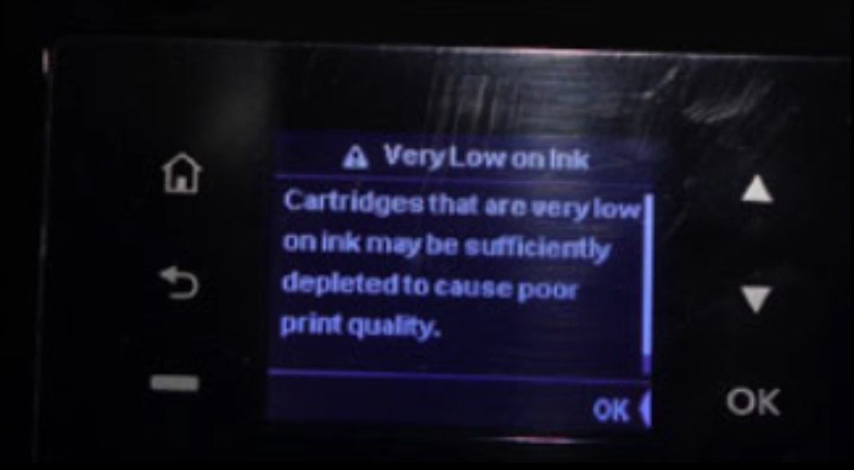 Very Low on Ink
Cartridges that are very low
on ink may be sufficiently
depleted to cause poor
print quality.
OK
OK